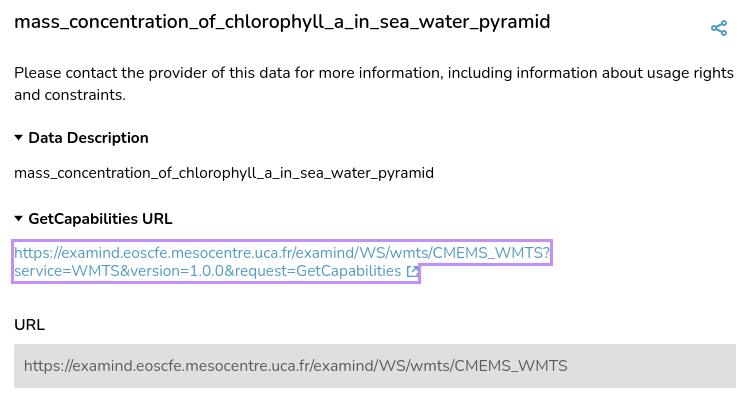 mass_concentration_of_chlorophyll_a_in_sea_water_pyramid
Please contact the provider of this data for more information, including information about usage rights
and constraints.
Data Description
mass_concentration_of_chlorophyll_a_in_sea_water_pyramid
GetCapabilities URL
https://examind.eoscfe.mesocentre.uca.fr/examind/WS/wmts/CMEMS_WMTS?
service=WMTS&version=1.0.0&request=GetCapabilities
URL
https://examind.eoscfe.mesocentre.uca.fr/examind/WS/wmts/CMEMS_WMTS